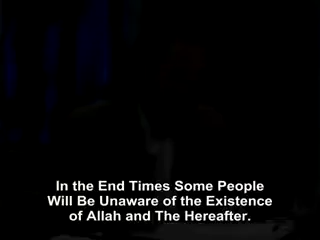 In the End Times Some People
Will Be Unaware of the Existence
of Allah and The Hereafter.